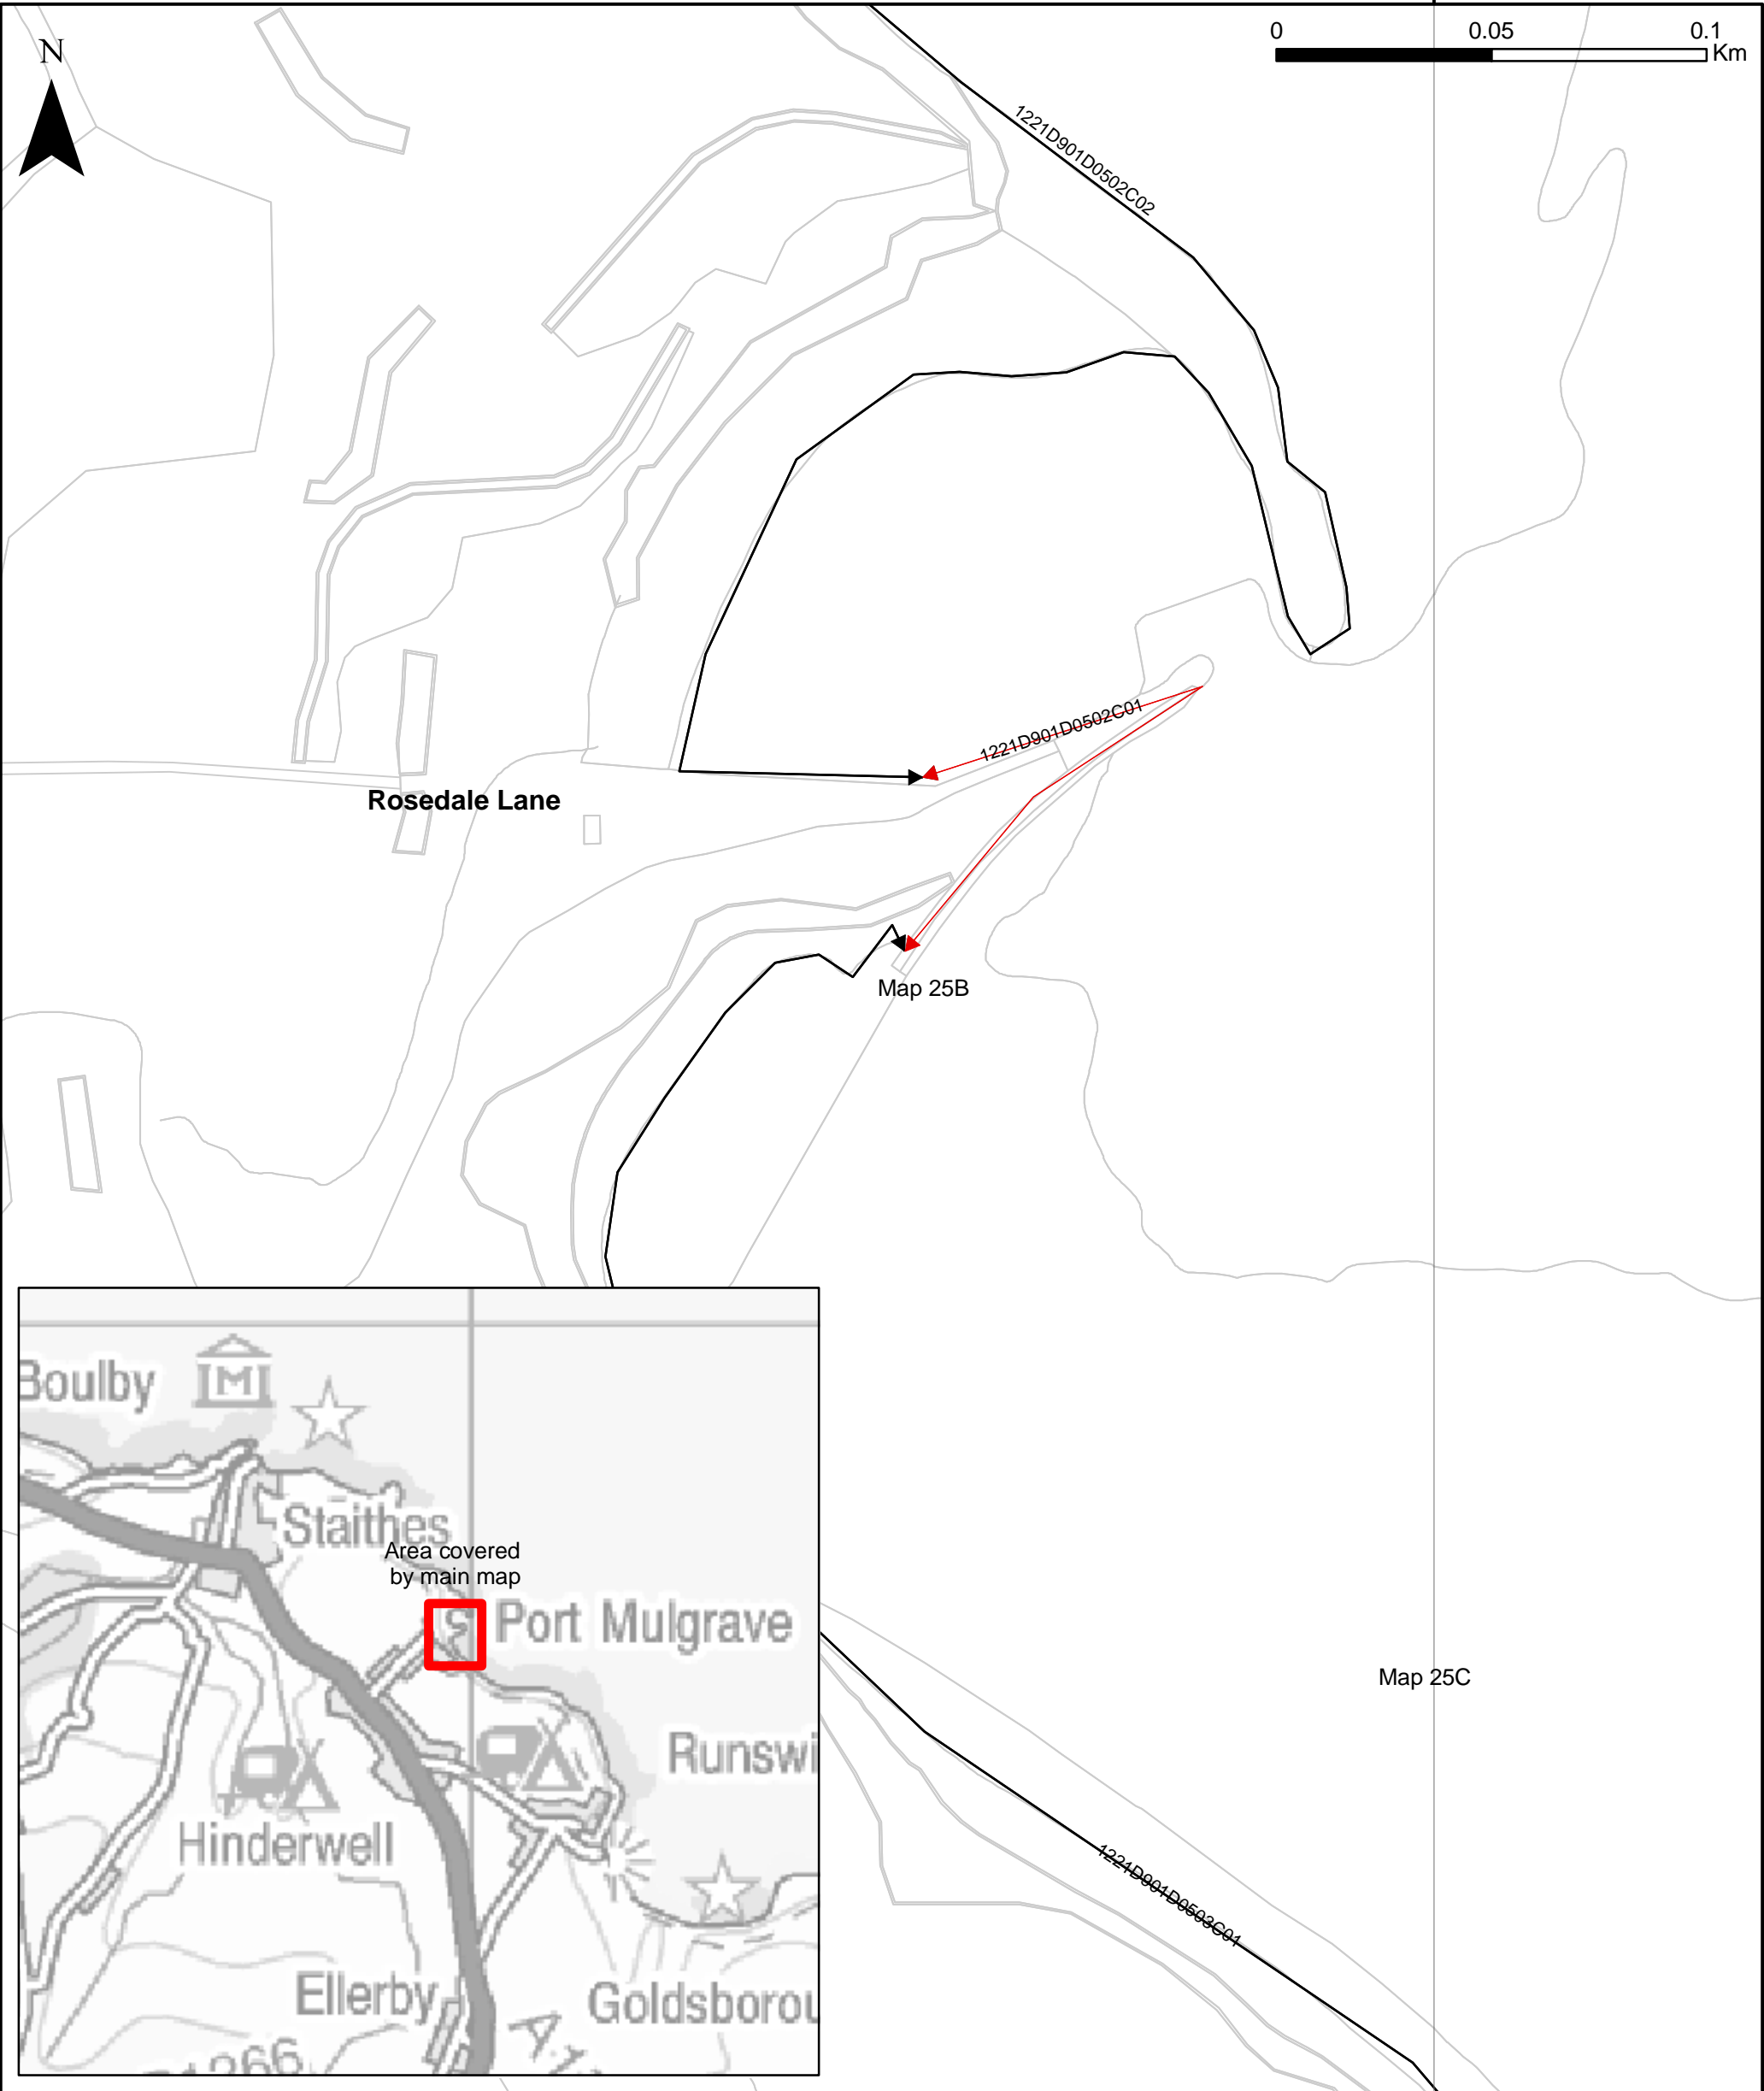 N
0 0.05 0.1
Km
1221D901D0502C02
1221D901D0502C01
Rosedale Lane
Map 25B
Boulby
M
Staithes
Area covered
by main map
Port Mulgrave
Runswi
Hinderwell
Ellerby
Goldsborou
Map 25C
1221D901D0503C01